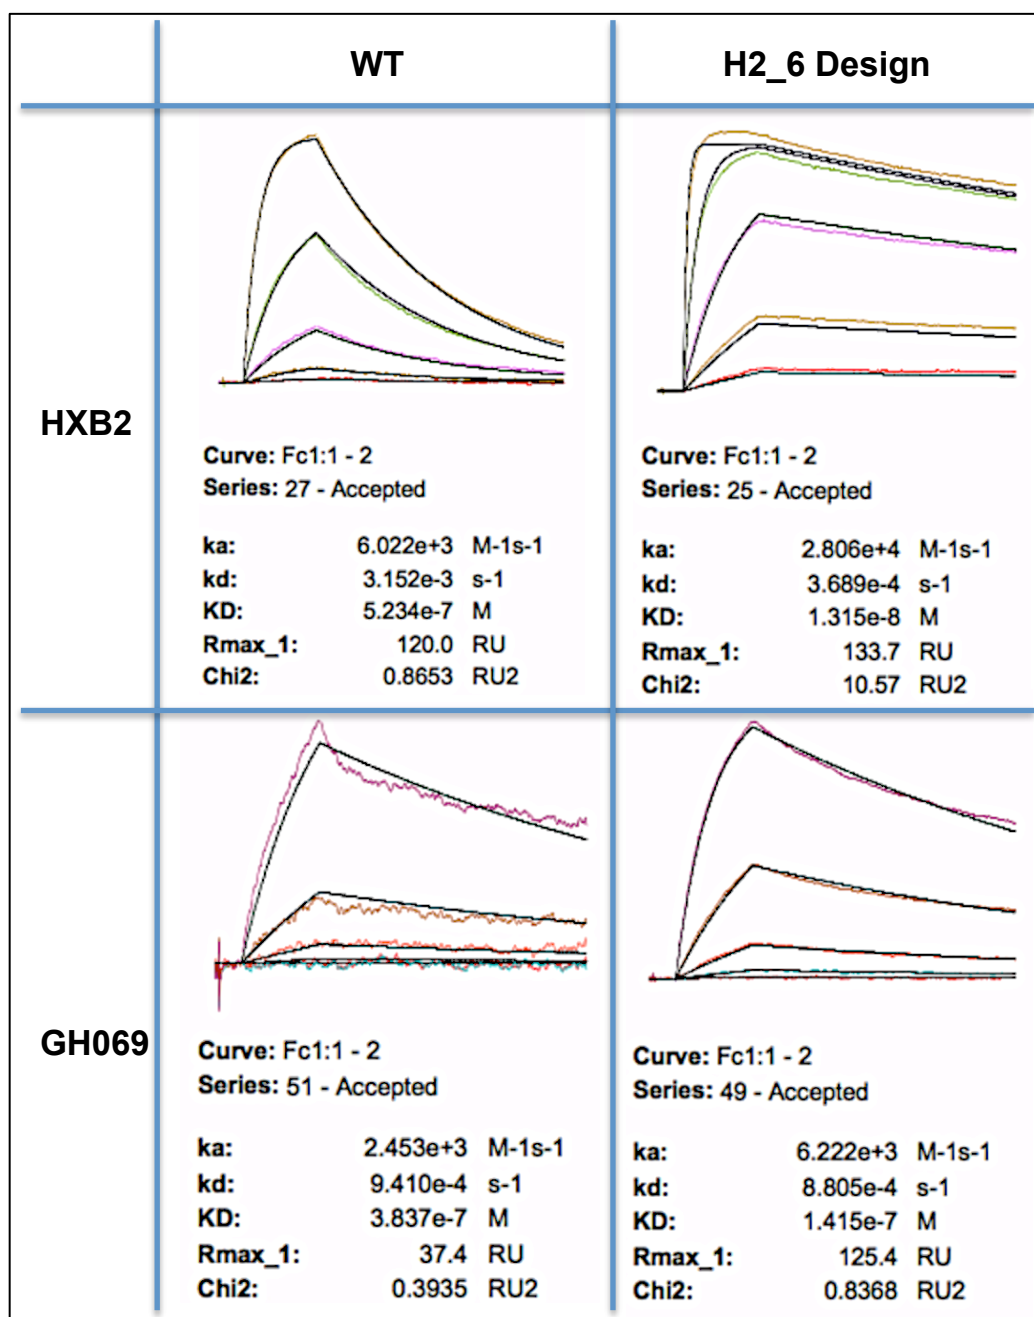 WT
H2_6 Design
HXB2
Curve: Fc1:1 - 2
Series: 27 - Accepted
ka: 6.022e+3 M-1s-1
kd: 3.152e-3 s-1
KD: 5.234e-7 M
Rmax_1: 120.0 RU
Chi2: 0.8653 RU2
Curve: Fc1:1 - 2
Series: 25 - Accepted
ka: 2.806e+4 M-1s-1
kd: 3.689e-4 s-1
KD: 1.315e-8 M
Rmax_1: 133.7 RU
Chi2: 10.57 RU2
GH069
Curve: Fc1:1 - 2
Series: 51 - Accepted
ka: 2.453e+3 M-1s-1
kd: 9.410e-4 s-1
KD: 3.837e-7 M
Rmax_1: 37.4 RU
Chi2: 0.3935 RU2
Curve: Fc1:1 - 2
Series: 49 - Accepted
ka: 6.222e+3 M-1s-1
kd: 8.805e-4 s-1
KD: 1.415e-7 M
Rmax_1: 125.4 RU
Chi2: 0.8368 RU2